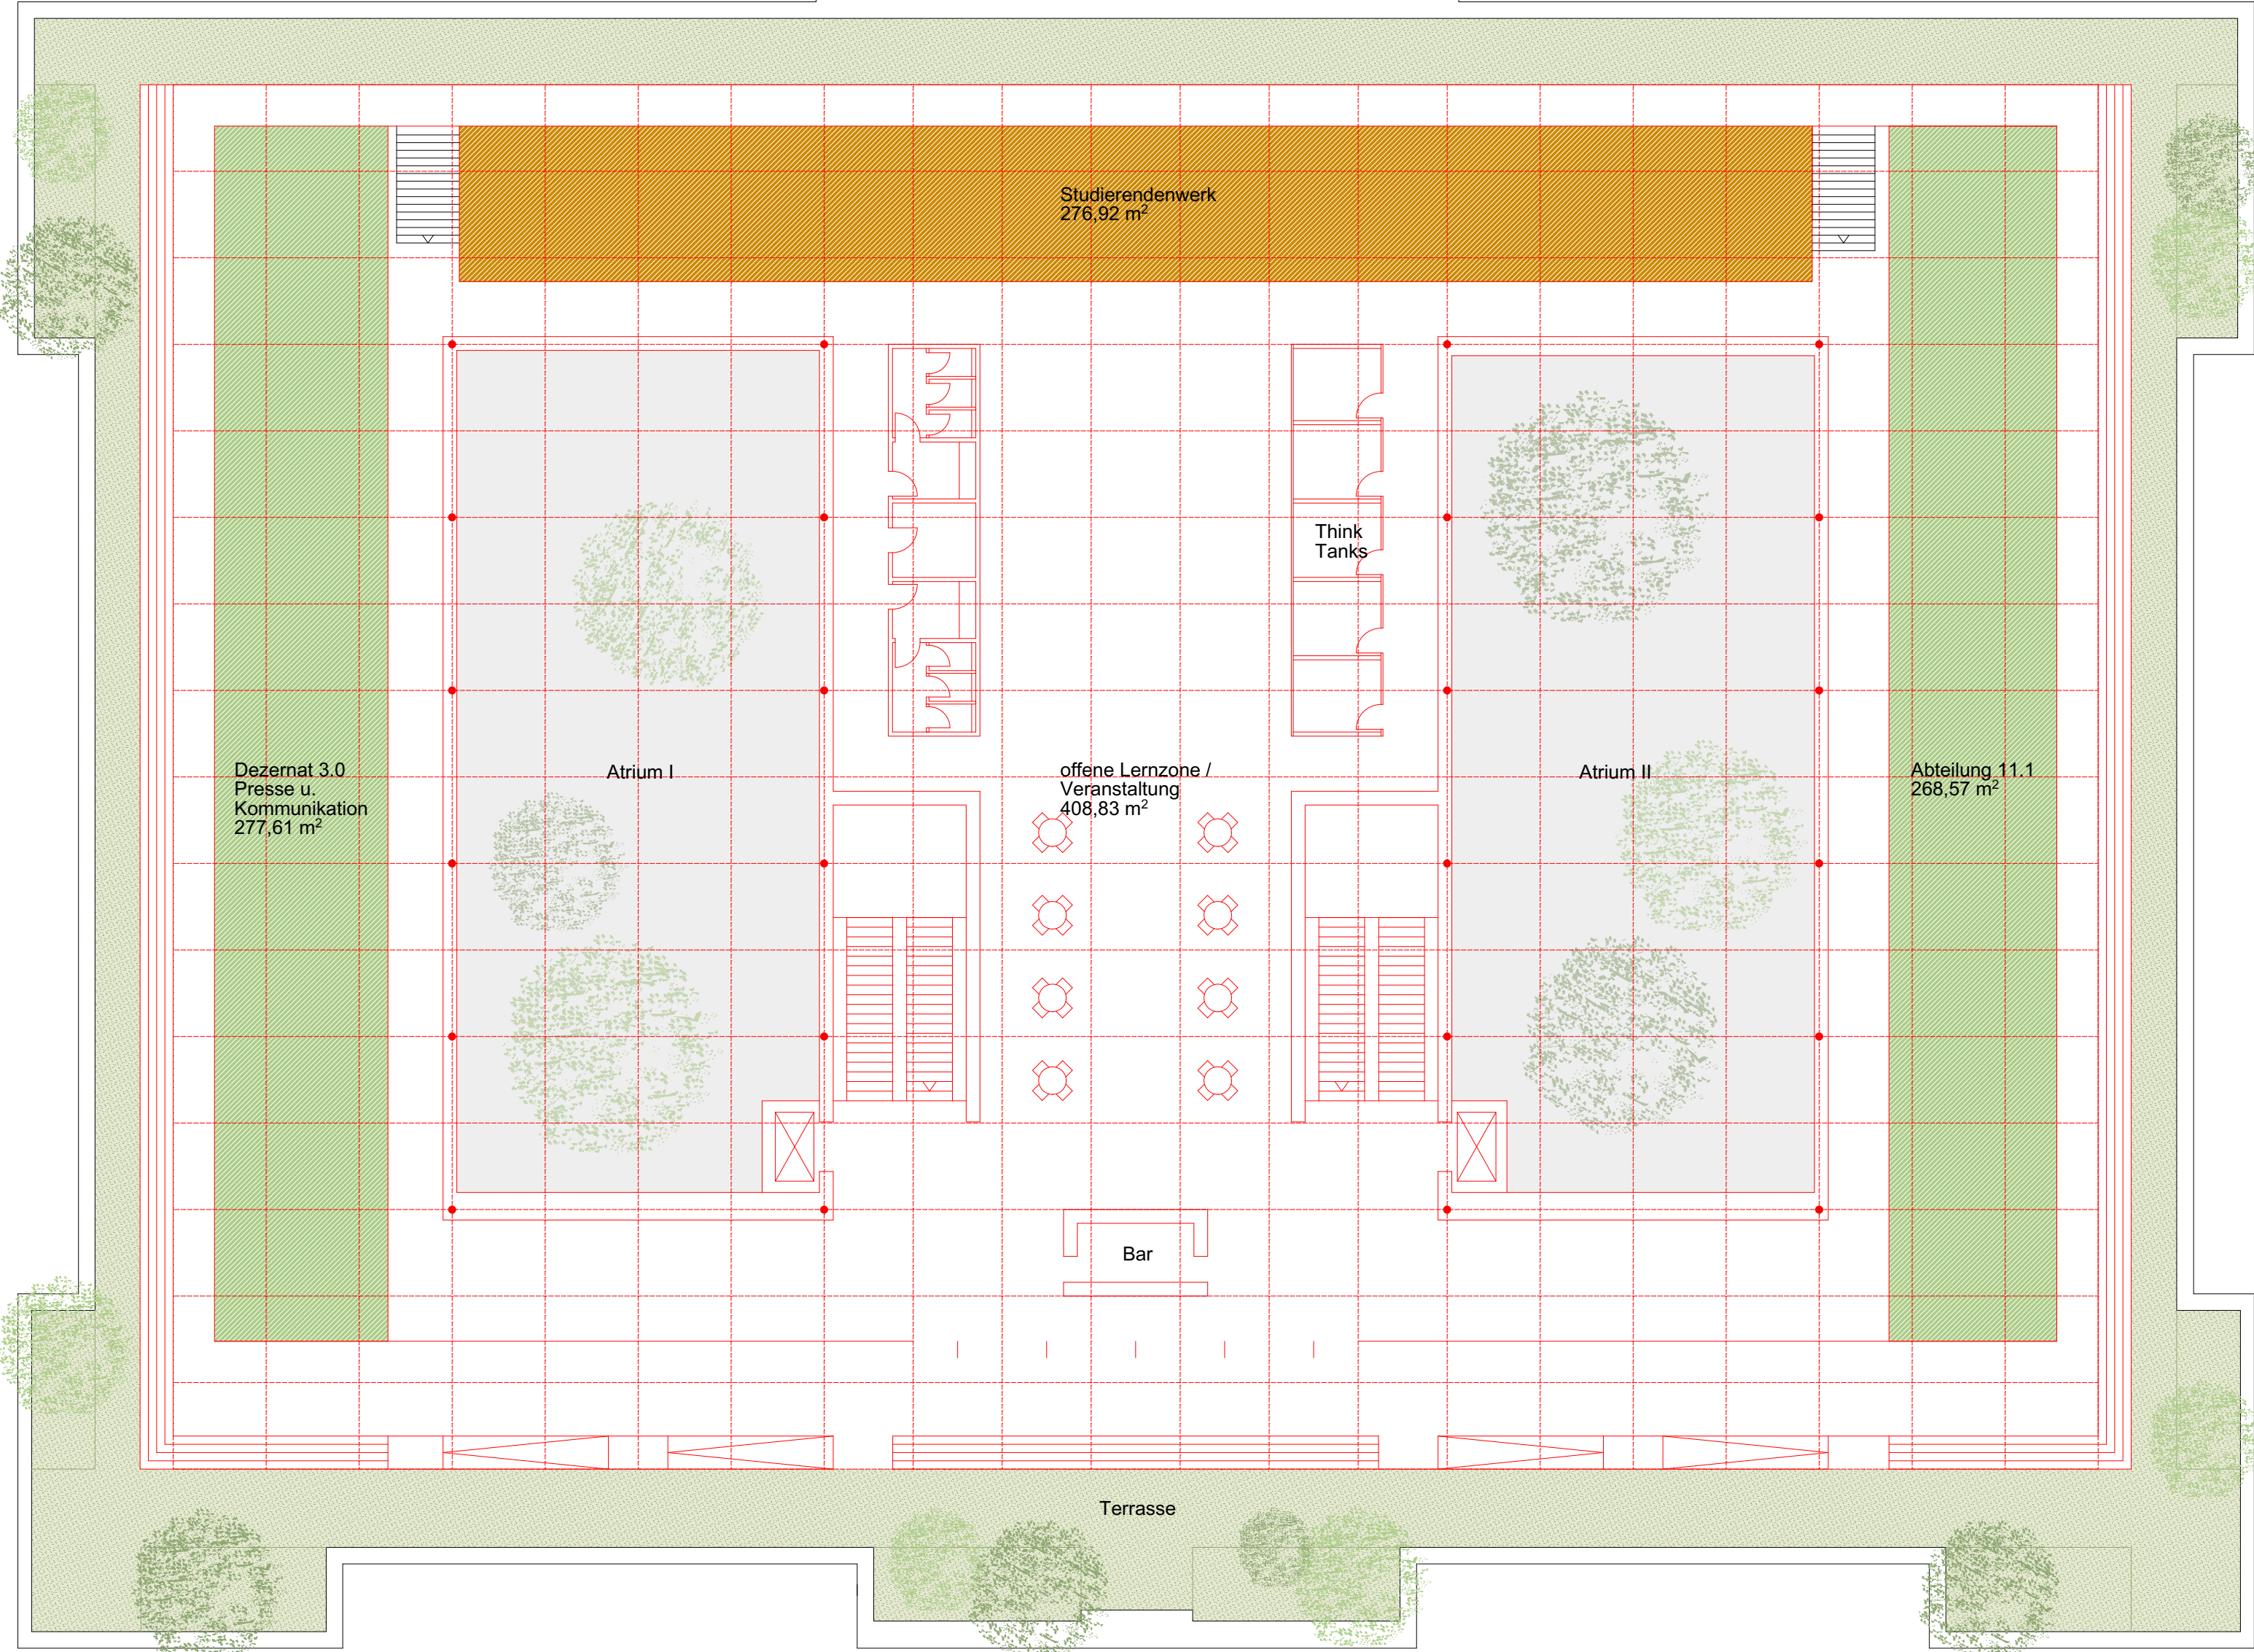 Studierendenwerk
276,92 m²
Think
Tanks
Dezernat 3.0
Presse u.
Kommunikation
277,61 m²
Atrium I
offene Lernzone /
Veranstaltung
408,83 m²
Atrium II
Abteilung 11.1
268,57 m²
Bar
Terrasse